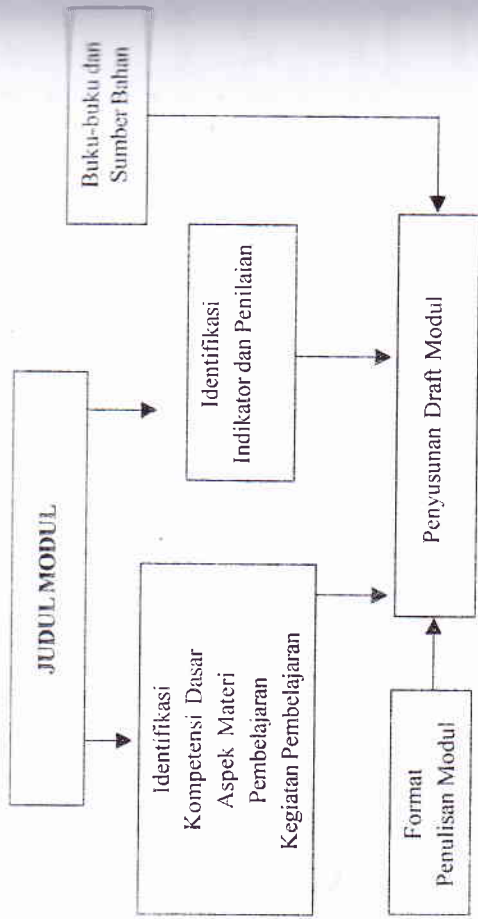 JUDUL MODUL
Identifikasi
Kompetensi Dasar
Aspek Materi
Pembelajaran
Kegiatan Pembelajaran
Identifikasi
Indikator dan Penilaian
Buku-buku dan
Sumber Bahan
Format
Penulisan Modul
Penyusunan Draft Modul